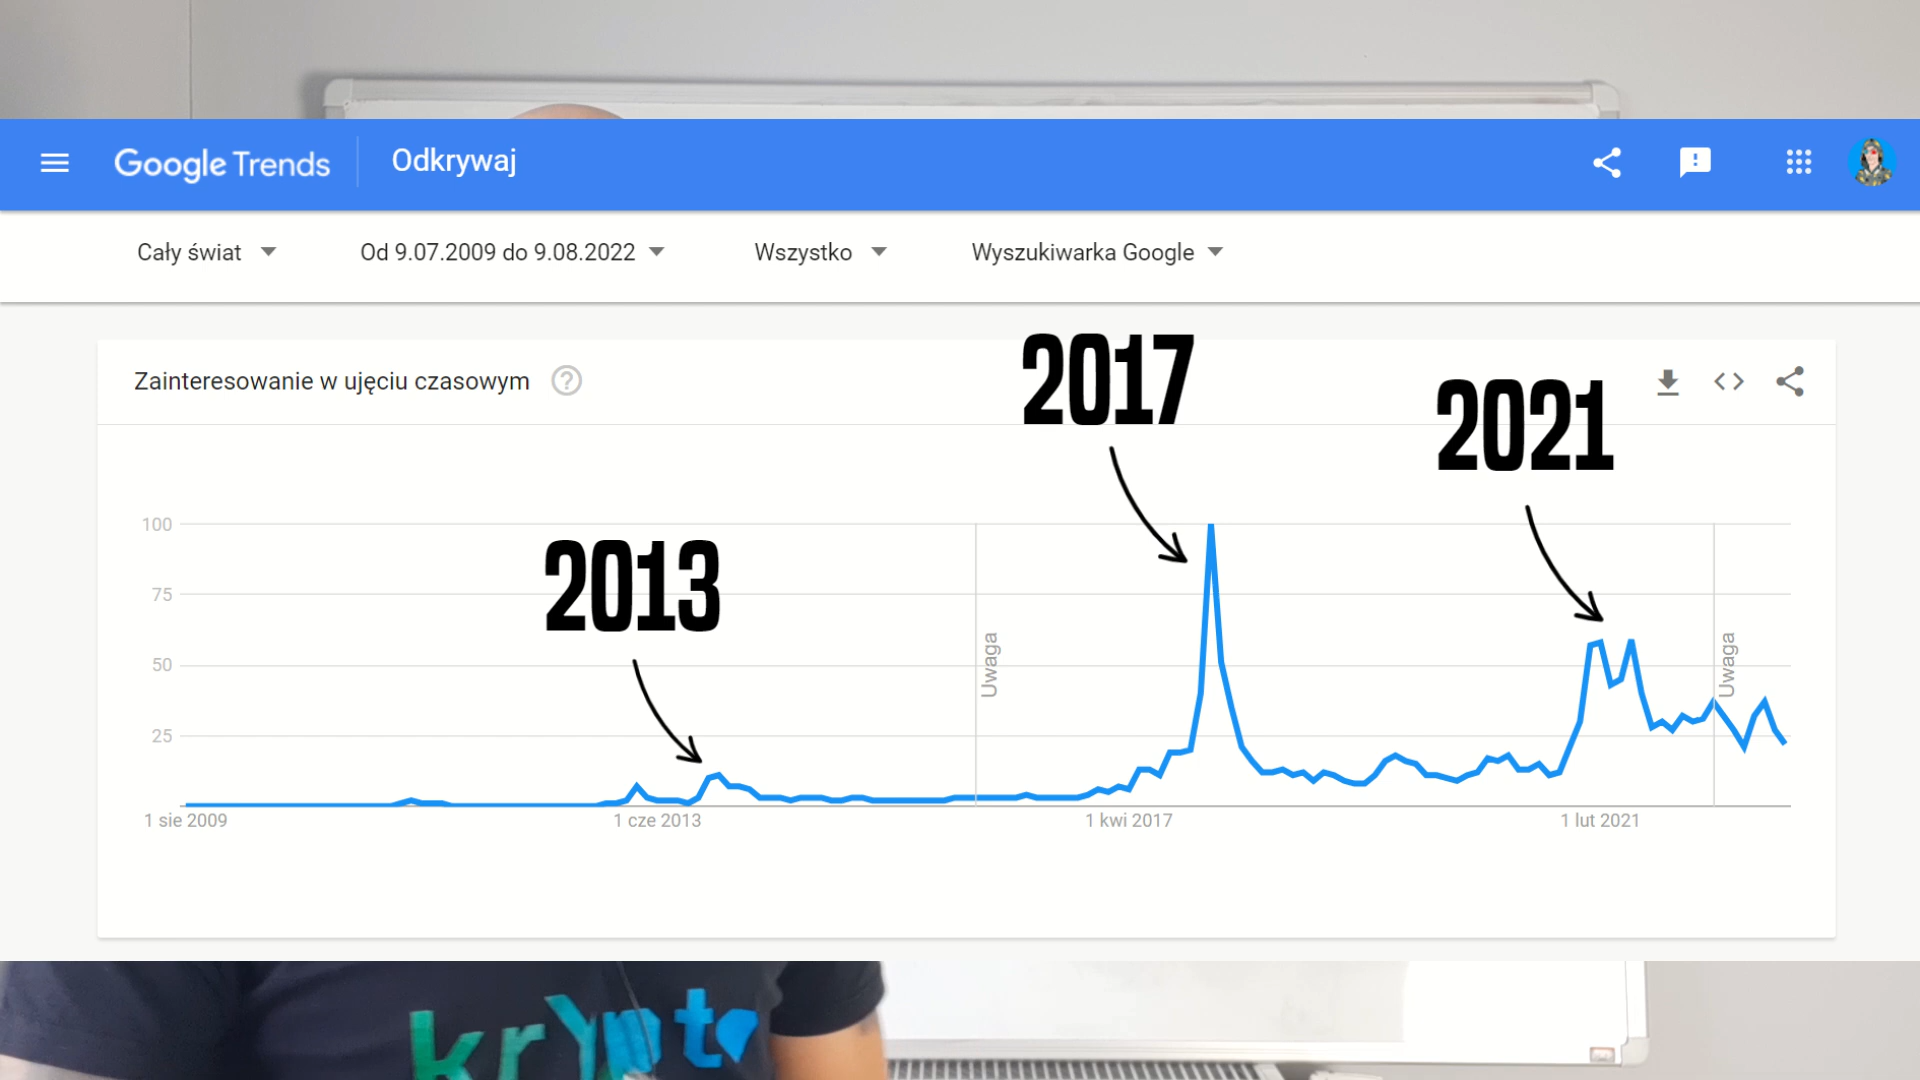 Google Trends Odkrywaj
Cały świat Od 9.07.2009 do 9.08.2022 Wszystko Wyszukiwarka Google
Zainteresowanie w ujęciu czasowym
2013
2017
2021
100
75
50
25
Uwaga
Uwaga
1 sie 2009 1 cze 2013 1 kwi 2017 1 lut 2021
krypto